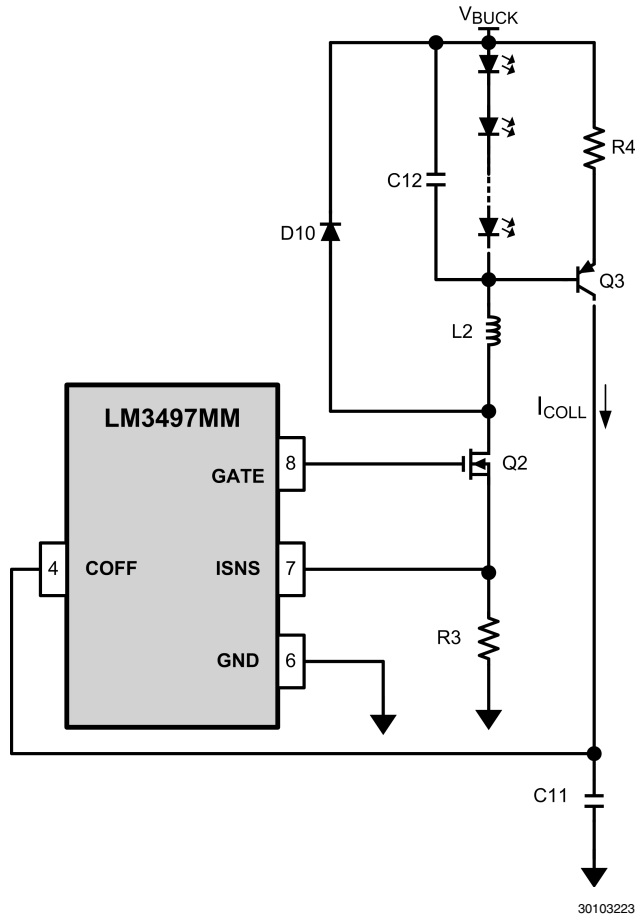 VBUCK
R4
C12
D10
Q3
L2
ICOLL
LM3497MM
8
GATE
Q2
4
COFF
ISNS
7
R3
GND
6
C11
30103223